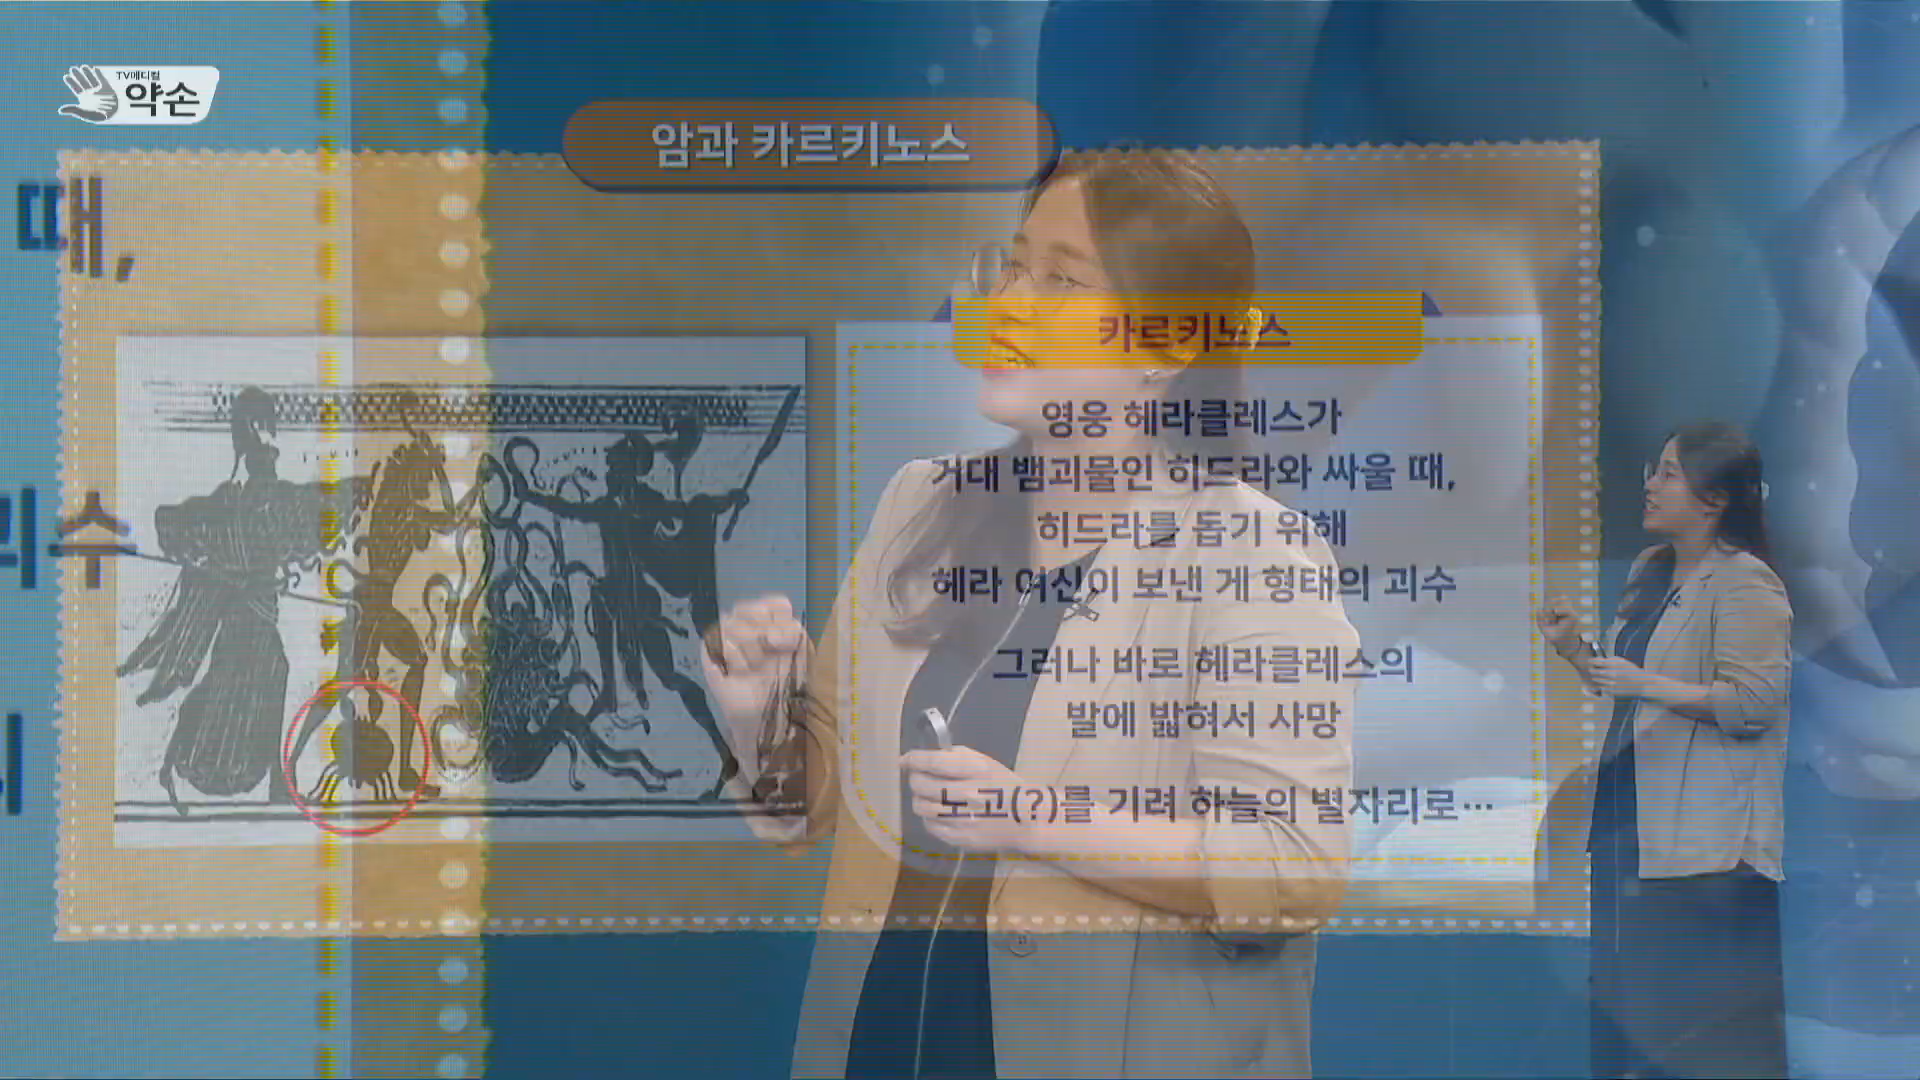 TV메디컬
약손
암과 카르키노스
때,
카르키노스
영웅 헤라클레스가
거대 뱀괴물인 히드라와 싸울 때,
히드라를 돕기 위해
헤라 여신이 보낸 게 형태의 괴수
그러나 바로 헤라클레스의
발에 밟혀서 사망
노고(?)를 기려 하늘의 별자리로…
수